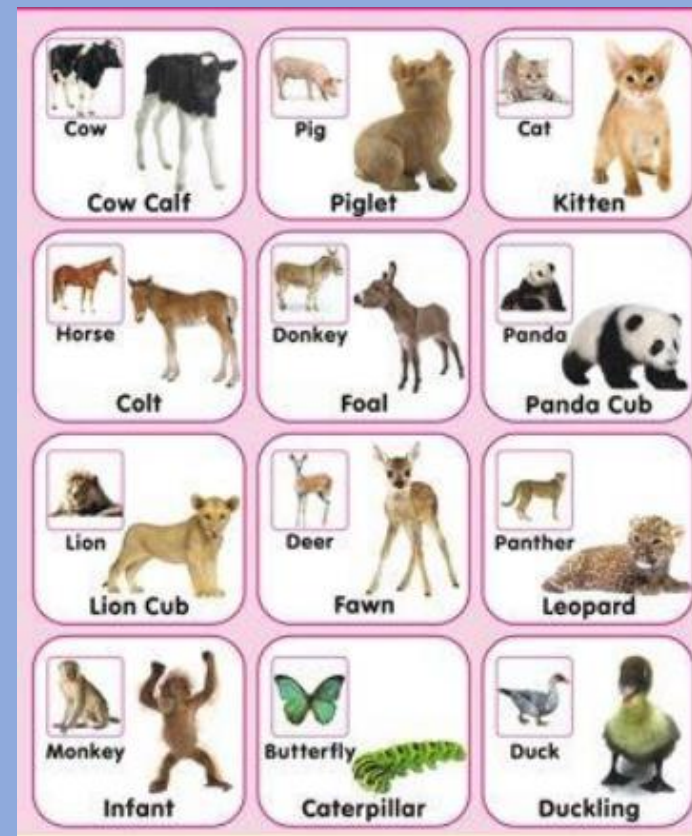 Cow
Cow Calf
Pig
Piglet
Cat
Kitten
Horse
Colt
Donkey
Foal
Panda
Panda Cub
Lion
Lion Cub
Deer
Fawn
Panther
Leopard
Monkey
Infant
Butterfly
Caterpillar
Duck
Duckling